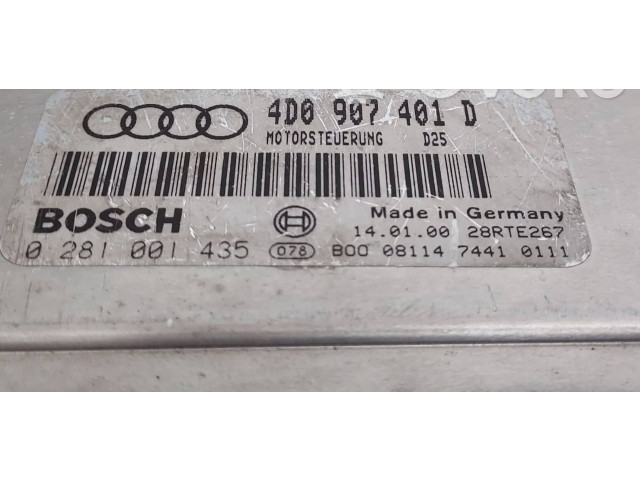 4D0 907 401 D
MOTORSTEUERUNG D25
BOSCH
Made in Germany
14.01.00 28RTE267
0 281 001 435 078 B00 08114 7441 0111